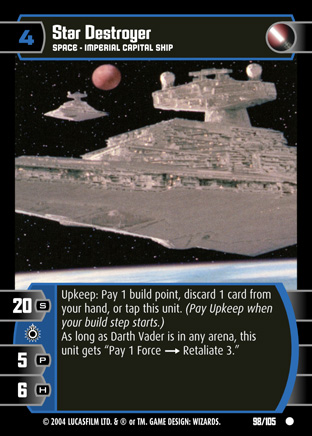 4
Star Destroyer
SPACE - IMPERIAL CAPITAL SHIP
20 S
Upkeep: Pay 1 build point, discard 1 card from
your hand, or tap this unit. (Pay Upkeep when
your build step starts.)
As long as Darth Vader is in any arena, this
unit gets “Pay 1 Force → Retaliate 3.”
5 P
6 H
© 2004 LUCASFILM LTD. & ® or TM. GAME DESIGN: WIZARDS.
98/105